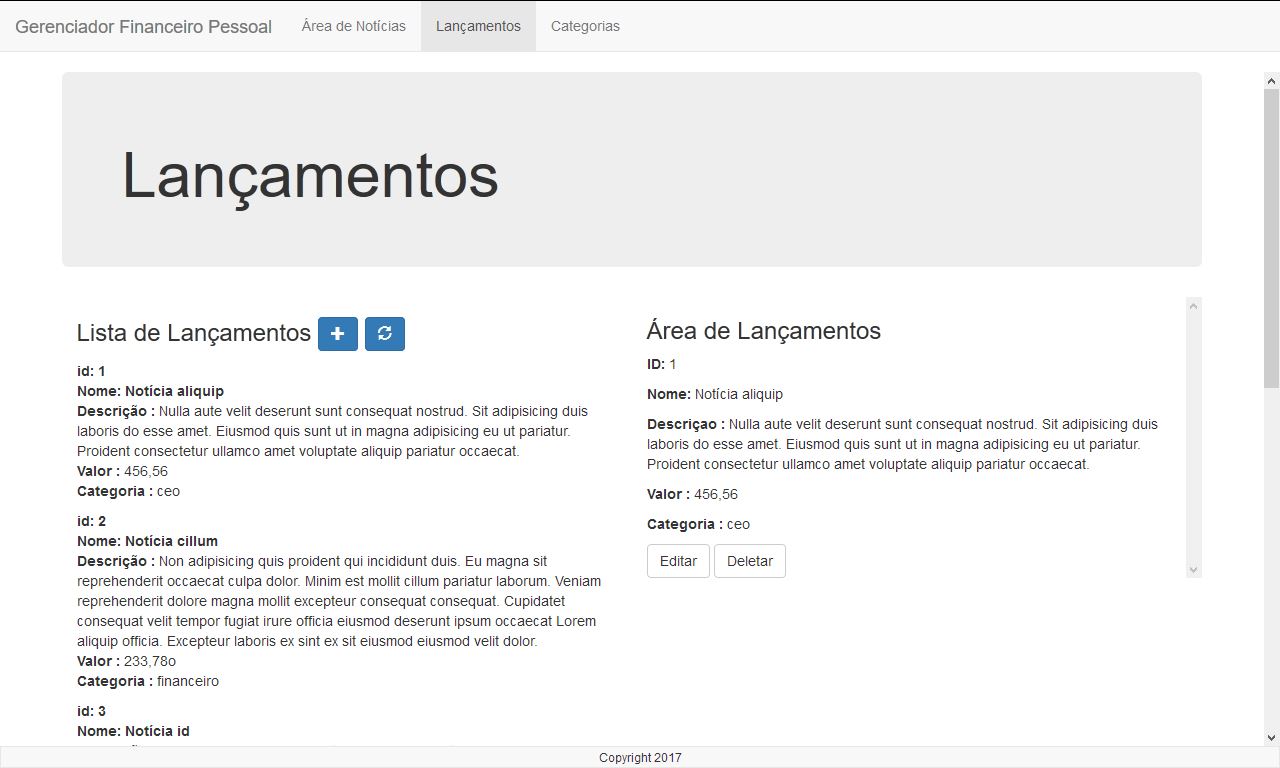 Gerenciador Financeiro Pessoal Área de Notícias Lançamentos Categorias
Lançamentos
Lista de Lançamentos
id: 1
Nome: Notícia aliquip
Descrição : Nulla aute velit deserunt sunt consequat nostrud. Sit adipisicing duis
laboris do esse amet. Eiusmod quis sunt ut in magna adipisicing eu ut pariatur.
Proident consectetur ullamco amet voluptate aliquip pariatur occaecat.
Valor : 456,56
Categoria : ceo
id: 2
Nome: Notícia cillum
Descrição : Non adipisicing quis proident qui incididunt duis. Eu magna sit
reprehenderit occaecat culpa dolor. Minim est mollit cillum pariatur laborum. Veniam
reprehenderit dolore magna mollit excepteur consequat consequat. Cupidatet
consequat velit tempor fugiat irure officia eiusmod deserunt ipsum occaecat Lorem
aliquip officia. Excepteur laboris ex sint ex sit eiusmod eiusmod velit dolor.
Valor : 233,78o
Categoria : financeiro
id: 3
Nome: Notícia id
Área de Lançamentos
ID: 1
Nome: Notícia aliquip
Descriçao : Nulla aute velit deserunt sunt consequat nostrud. Sit adipisicing duis
laboris do esse amet. Eiusmod quis sunt ut in magna adipisicing eu ut pariatur.
Proident consectetur ullamco amet voluptate aliquip pariatur occaecat.
Valor : 456,56
Categoria : ceo
Editar Deletar
Copyright 2017